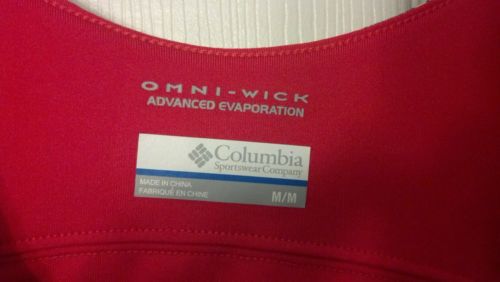 OMNI-WICK
ADVANCED EVAPORATION
Columbia
Sportswear Company
MADE IN CHINA
FABRIQUÉ EN CHINE
M/M